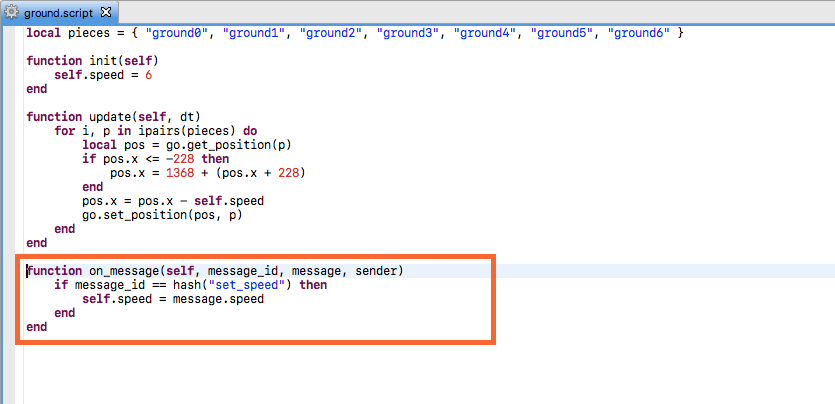 ground.script
local pieces = { "ground0", "ground1", "ground2", "ground3", "ground4", "ground5", "ground6" }
function init(self)
    self.speed = 6
end
function update(self, dt)
    for i, p in ipairs(pieces) do
        local pos = go.get_position(p)
        if pos.x <= -228 then
            pos.x = 1368 + (pos.x + 228)
        end
        pos.x = pos.x - self.speed
        go.set_position(pos, p)
    end
end
function on_message(self, message_id, message, sender)
    if message_id == hash("set_speed") then
        self.speed = message.speed
    end
end